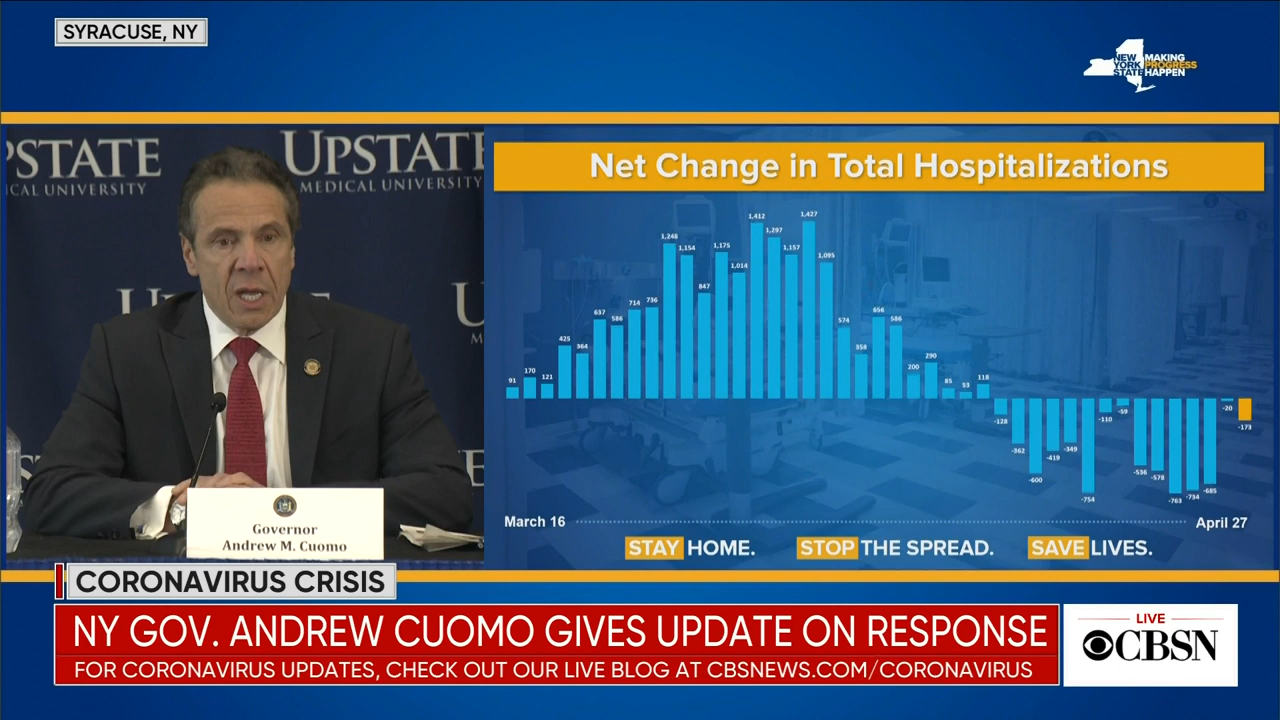 SYRACUSE, NY
NEW
YORK
STATE
MAKING
PROGRESS
HAPPEN
PSTATE
ICAL UNIVERSITY
UPSTATE
MEDICAL UNIVERSITY
Net Change in Total Hospitalizations
91
170
121
425
364
637
586
714
736
1,248
1,154
847
1,175
1,014
1,412
1,297
1,157
1,427
1,095
574
358
656
586
200
290
85
53
118
-128
-362
-600
-419
-349
-754
-110
-59
-536
-578
-763
-734
-685
-20
-173
March 16
April 27
STAY HOME. STOP THE SPREAD. SAVE LIVES.
Governor
Andrew M. Cuomo
CORONAVIRUS CRISIS
NY GOV. ANDREW CUOMO GIVES UPDATE ON RESPONSE
FOR CORONAVIRUS UPDATES, CHECK OUT OUR LIVE BLOG AT CBSNEWS.COM/CORONAVIRUS
LIVE
CBSN